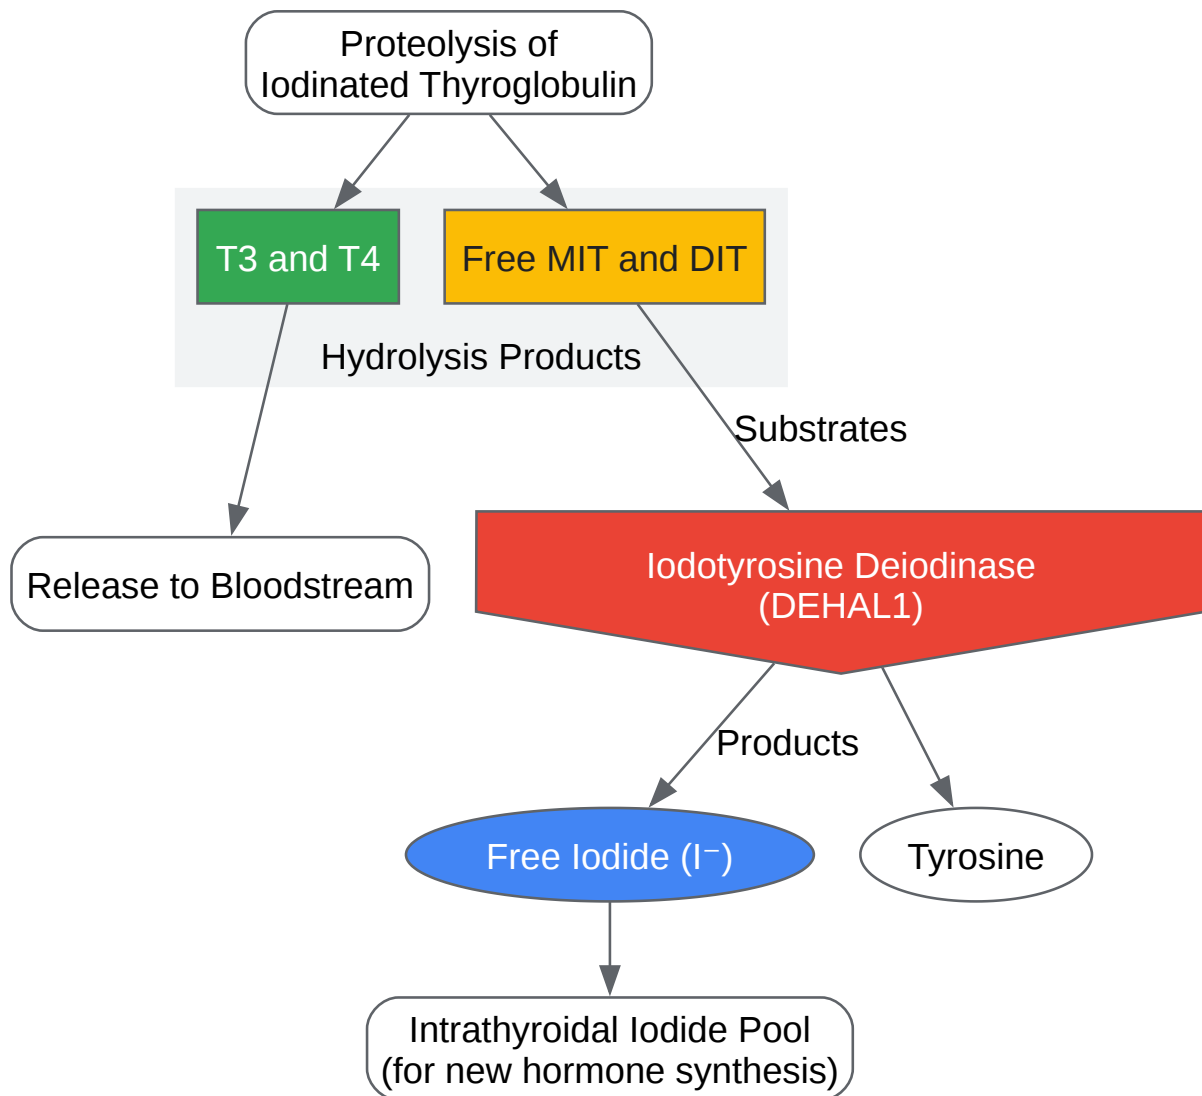 Proteolysis of
Iodinated Thyroglobulin
T3 and T4
Free MIT and DIT
Hydrolysis Products
Substrates
Release to Bloodstream
Iodotyrosine Deiodinase
(DEHAL1)
Products
Free Iodide (I⁻)
Tyrosine
Intrathyroidal Iodide Pool
(for new hormone synthesis)